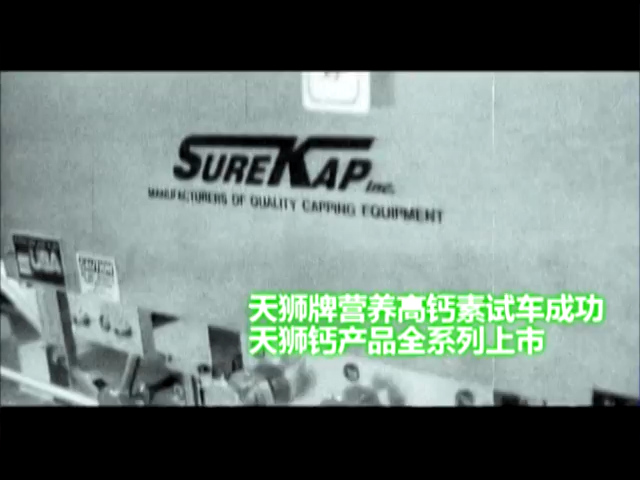 SUREKAP Inc.
MANUFACTURERS OF QUALITY CAPPING EQUIPMENT
USA
CAUTION
天狮牌营养高钙素试车成功
天狮钙产品全系列上市